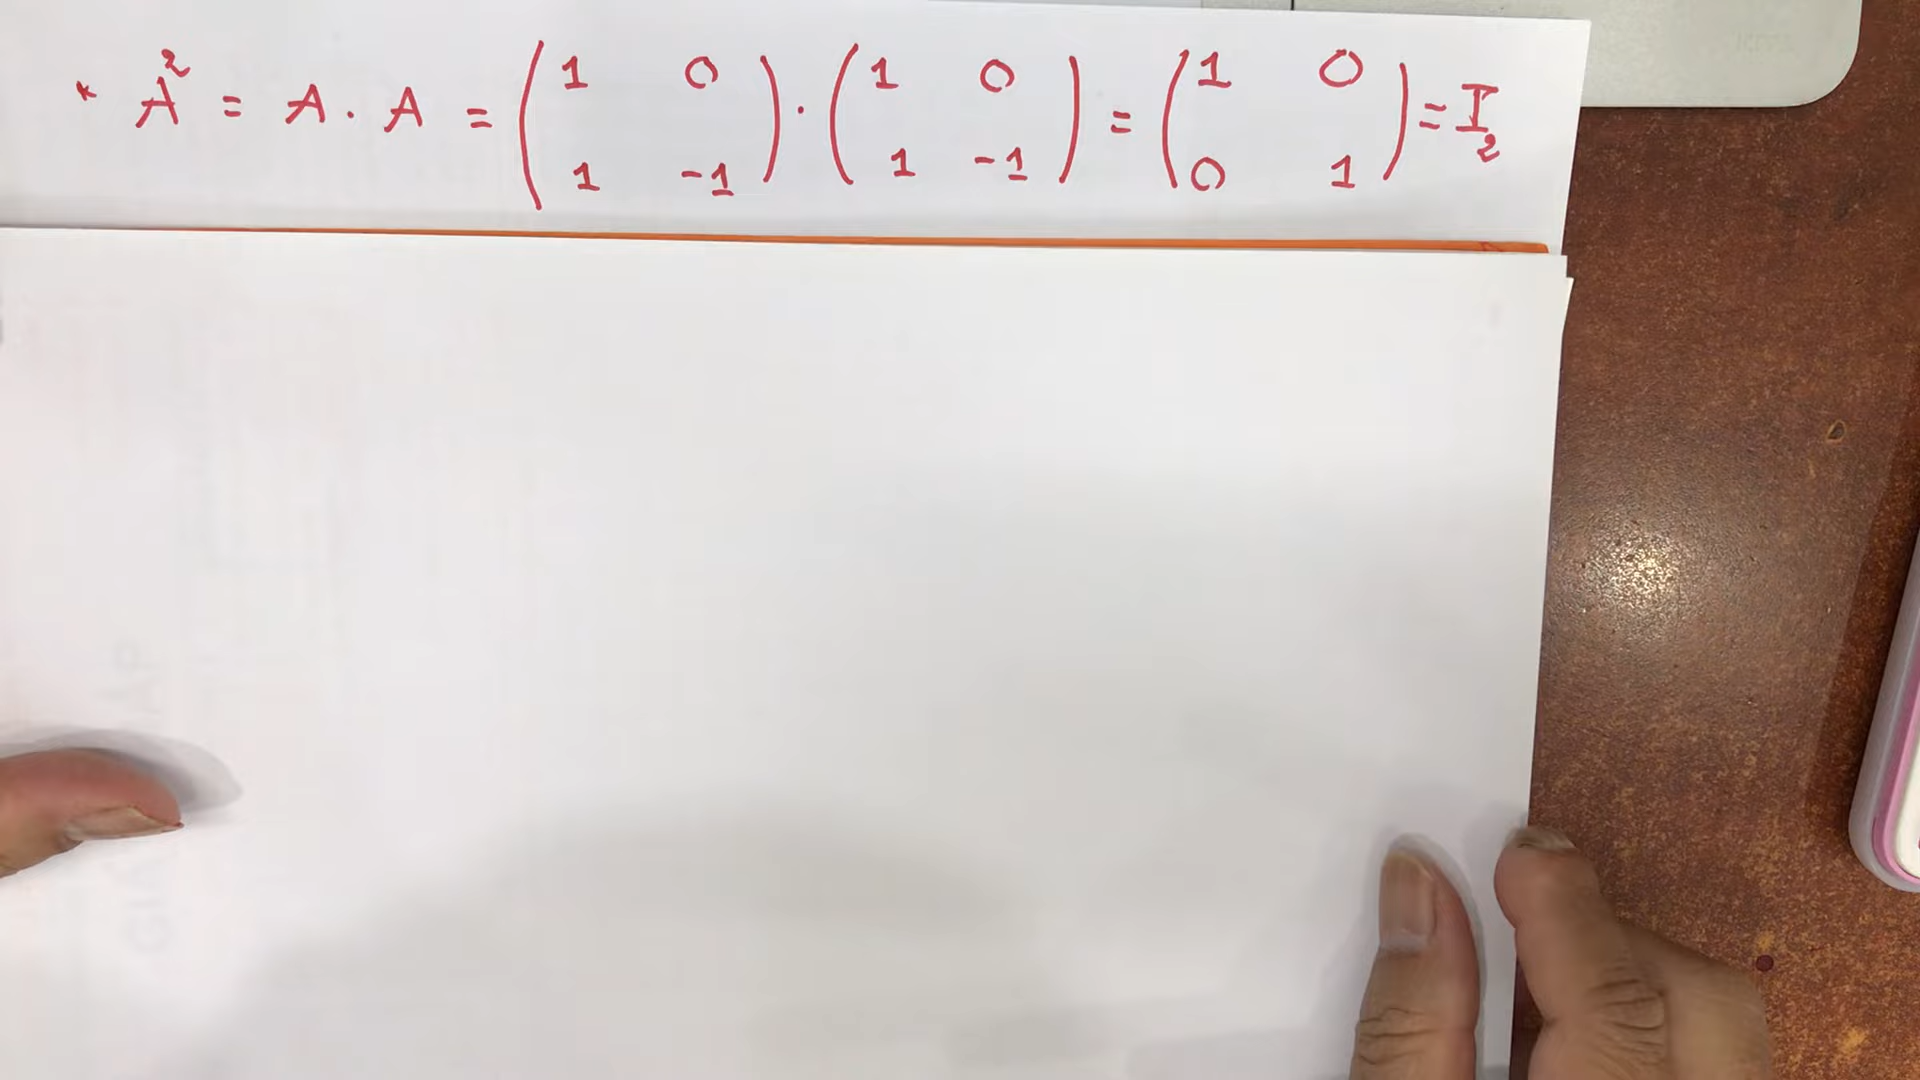 * A² = A . A = ( 1 0 ) . ( 1 0 ) = ( 1 0 ) = I₂
1 -1 1 -1 0 1